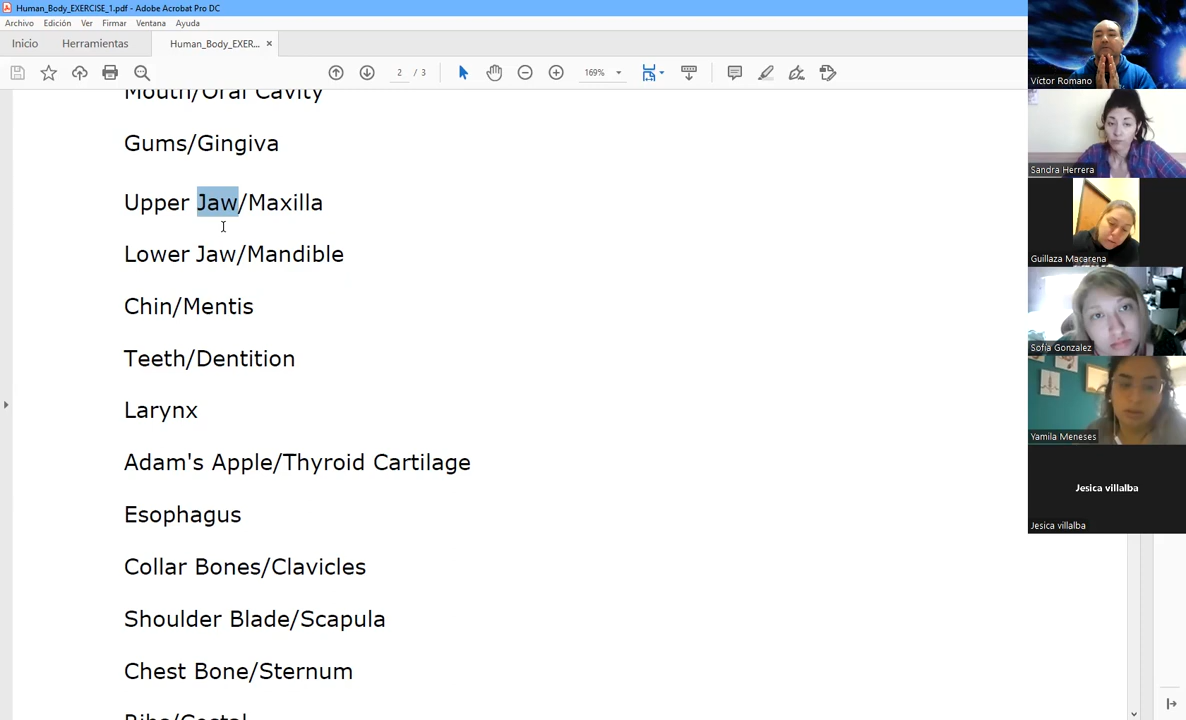 Human_Body_EXERCISE_1.pdf - Adobe Acrobat Pro DC
Archivo Edición Ver Firmar Ventana Ayuda
Inicio Herramientas Human_Body_EXER... ×
2 / 3 169%
Mouth/Oral Cavity
Gums/Gingiva
Upper Jaw/Maxilla
Lower Jaw/Mandible
Chin/Mentis
Teeth/Dentition
Larynx
Adam's Apple/Thyroid Cartilage
Esophagus
Collar Bones/Clavicles
Shoulder Blade/Scapula
Chest Bone/Sternum
Ribs/Costal
Víctor Romano
Sandra Herrera
Guillaza Macarena
Sofía Gonzalez
Yamila Meneses
Jesica villalba
Jesica villalba